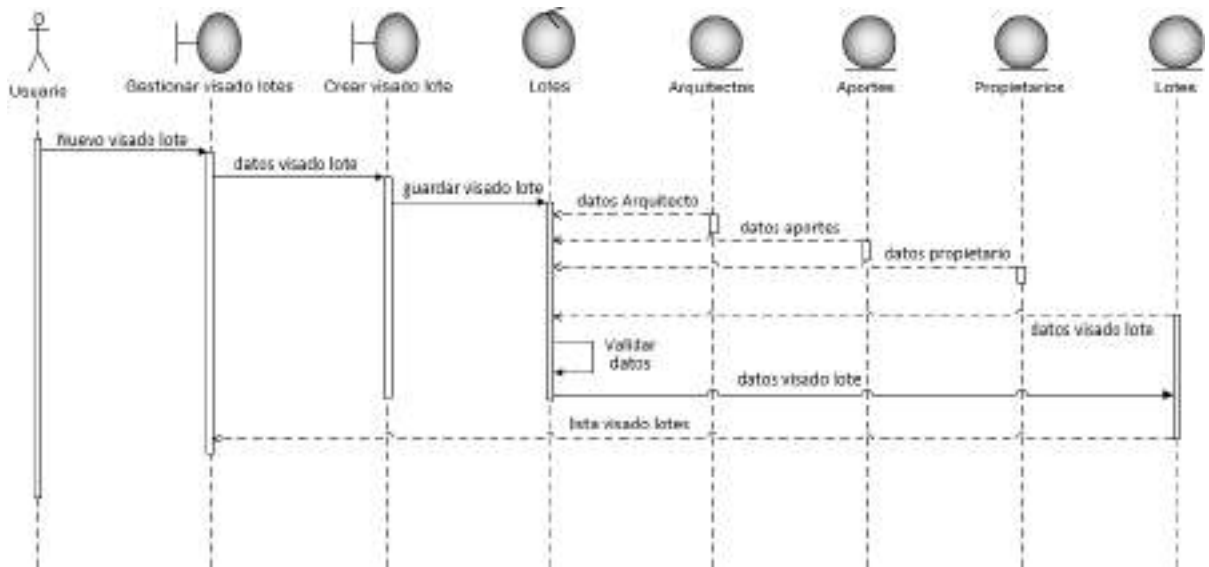 Usuario
Gestionar visado lotes
Crear visado lote
Lotes
Arquitectos
Aportes
Propietarios
Lotes
Nuevo visado lote
datos visado lote
guardar visado lote
datos Arquitecto
datos aportes
datos propietario
datos visado lote
Validar
datos
datos visado lote
lista visado lotes